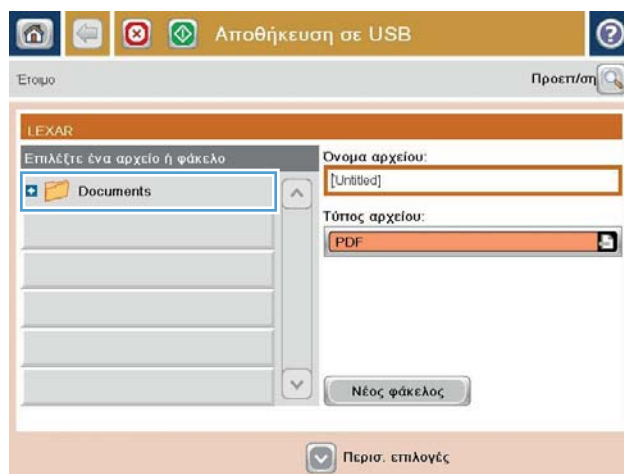 Αποθήκευση σε USB
Έτοιμο
Προεπ/ση
LEXAR
Επιλέξτε ένα αρχείο ή φάκελο
Documents
Όνομα αρχείου:
[Untitled]
Τύπος αρχείου:
PDF
Νέος φάκελος
Περισ. επιλογές